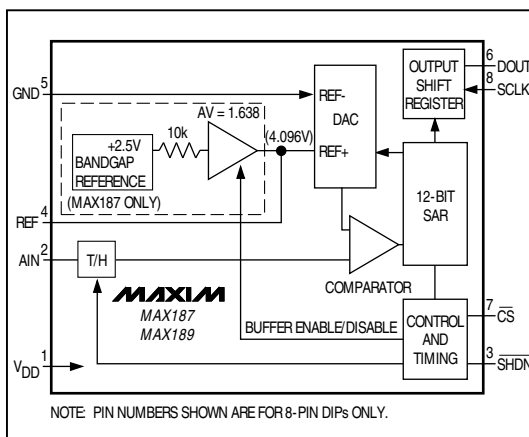 OUTPUT
SHIFT
REGISTER
6
DOUT
8
SCLK
GND
5
REF-
DAC
REF+
AV = 1.638
(4.096V)
10k
+2.5V
BANDGAP
REFERENCE
(MAX187 ONLY)
12-BIT
SAR
REF
4
AIN
2
T/H
COMPARATOR
MAXIM
MAX187
MAX189
BUFFER ENABLE/DISABLE
CONTROL
AND
TIMING
7
CS
3
SHDN
VDD
1
NOTE: PIN NUMBERS SHOWN ARE FOR 8-PIN DIPs ONLY.